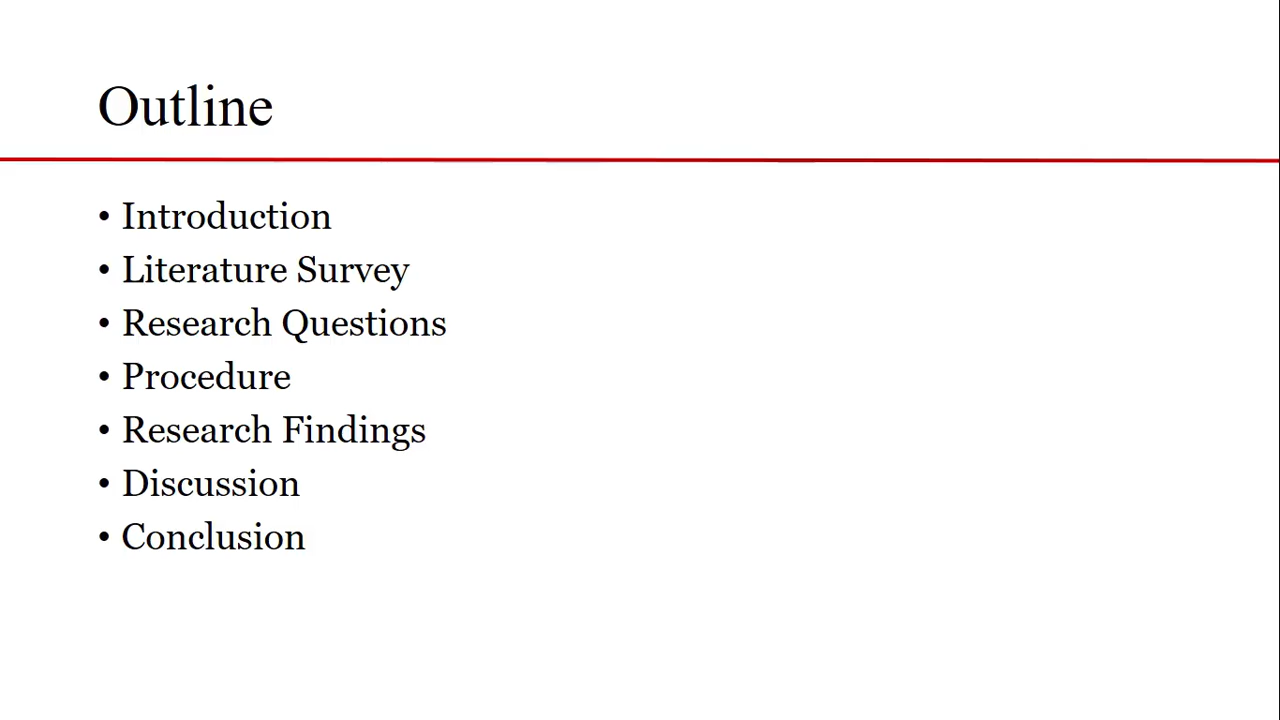 Outline
• Introduction
• Literature Survey
• Research Questions
• Procedure
• Research Findings
• Discussion
• Conclusion